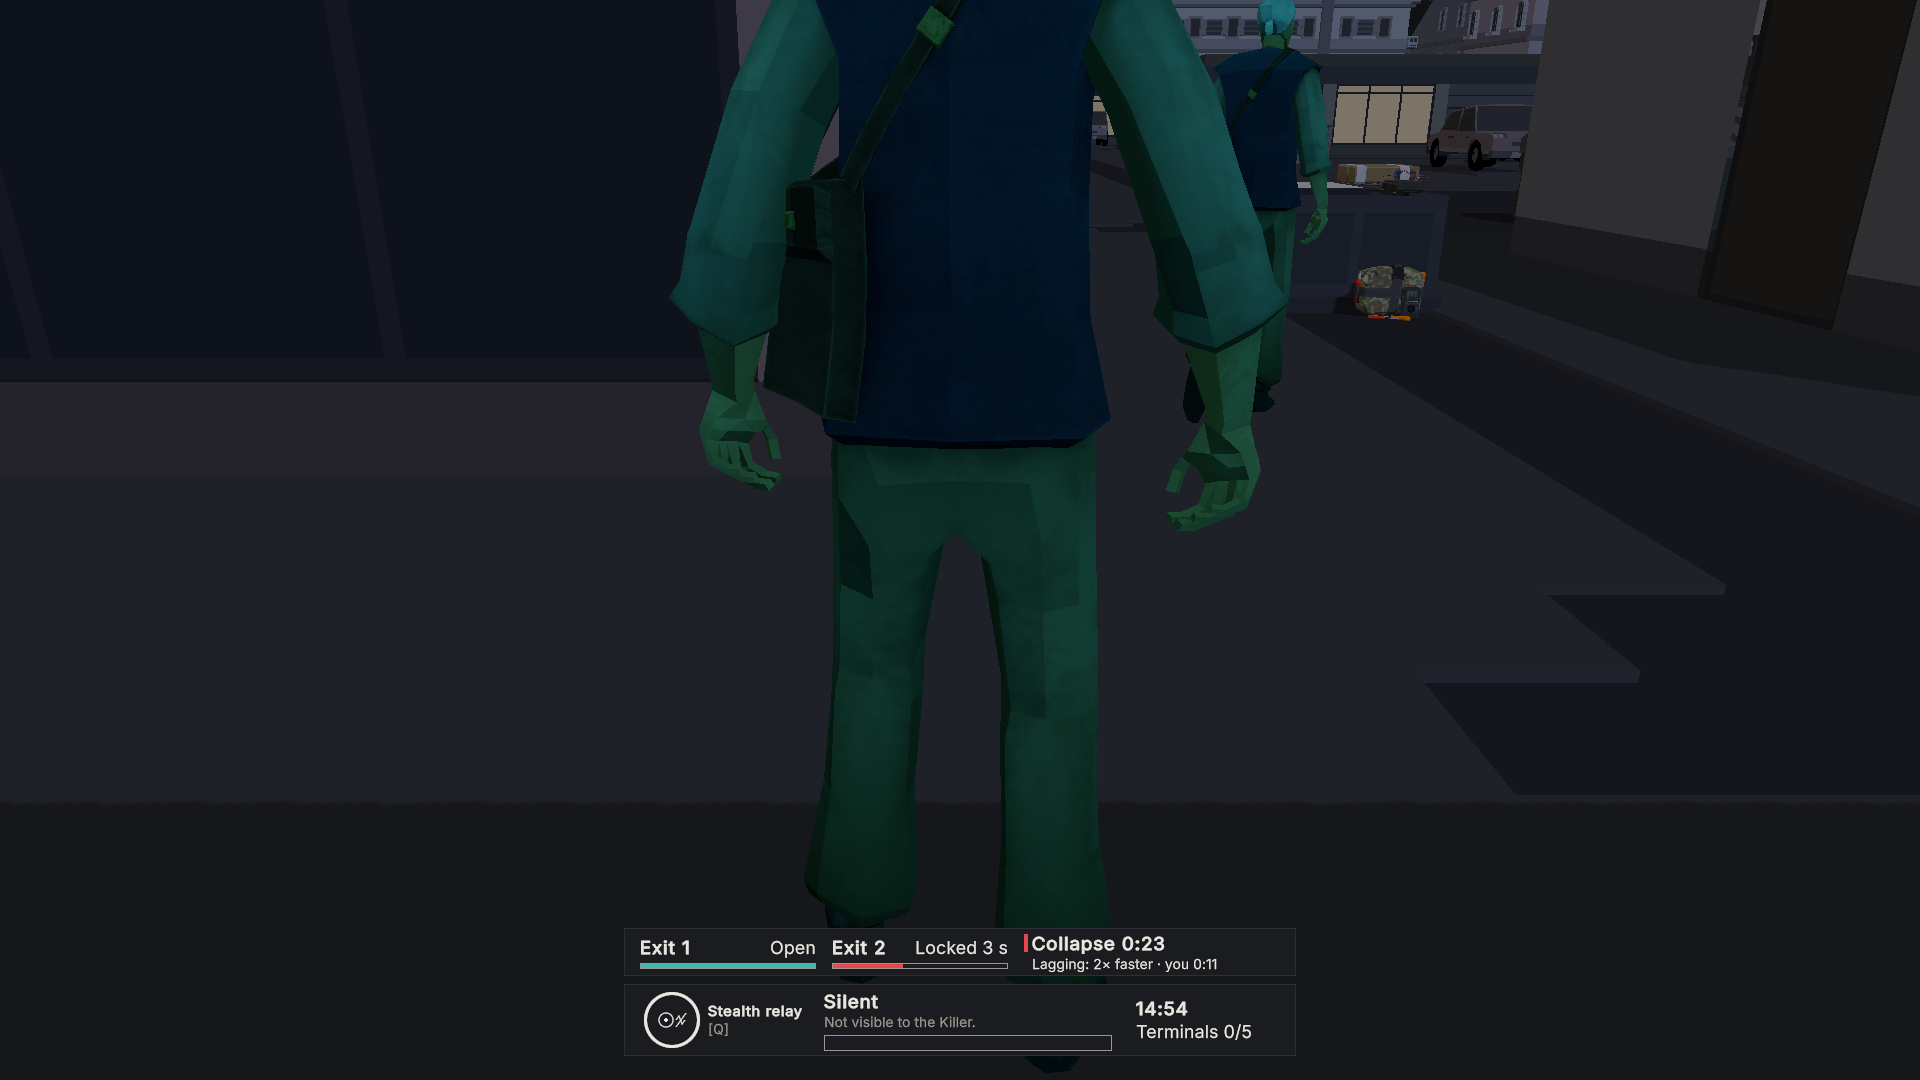 Exit 1 Open Exit 2 Locked 3 s Collapse 0:23
Lagging: 2× faster · you 0:11
Stealth relay
[Q]
Silent
Not visible to the Killer.
14:54
Terminals 0/5